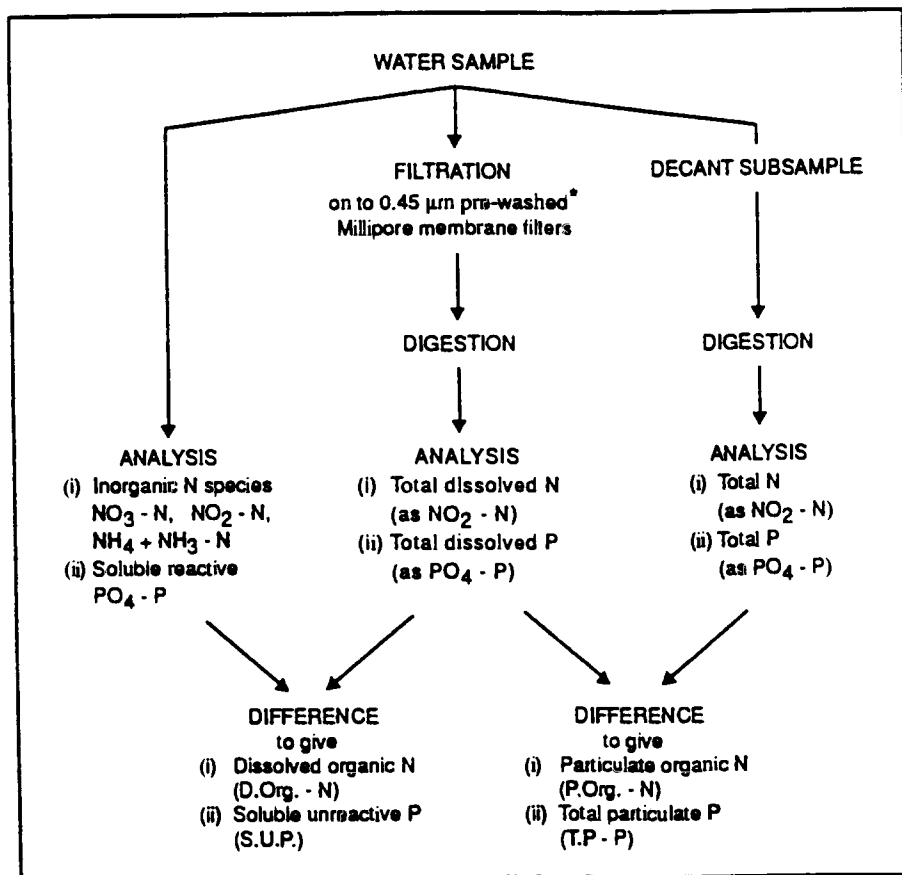 WATER SAMPLE
FILTRATION
on to 0.45 µm pre-washed*
Millipore membrane filters
DECANT SUBSAMPLE
DIGESTION
DIGESTION
ANALYSIS
(i) Inorganic N species
NO3 - N, NO2 - N,
NH4 + NH3 - N
(ii) Soluble reactive
PO4 - P
ANALYSIS
(i) Total dissolved N
(as NO2 - N)
(ii) Total dissolved P
(as PO4 - P)
ANALYSIS
(i) Total N
(as NO2 - N)
(ii) Total P
(as PO4 - P)
DIFFERENCE
to give
(i) Dissolved organic N
(D.Org. - N)
(ii) Soluble unreactive P
(S.U.P.)
DIFFERENCE
to give
(i) Particulate organic N
(P.Org. - N)
(ii) Total particulate P
(T.P - P)